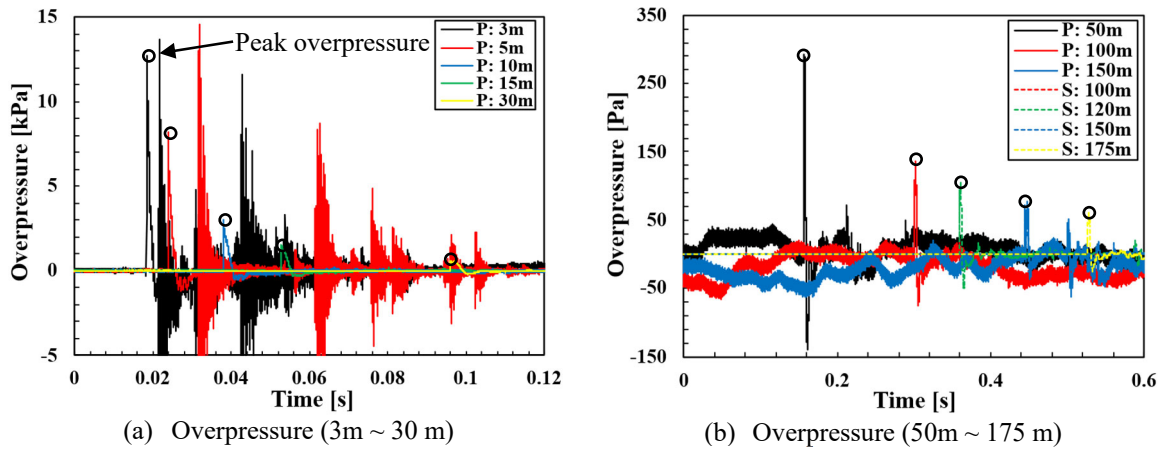 15
10
5
0
-5
Overpressure [kPa]
Peak overpressure
P: 3m
P: 5m
P: 10m
P: 15m
P: 30m
0
0.02
0.04
0.06
0.08
0.1
0.12
Time [s]
(a) Overpressure (3m ~ 30 m)
350
250
150
50
-50
-150
Overpressure [Pa]
P: 50m
P: 100m
P: 150m
S: 100m
S: 120m
S: 150m
S: 175m
0
0.2
0.4
0.6
Time [s]
(b) Overpressure (50m ~ 175 m)